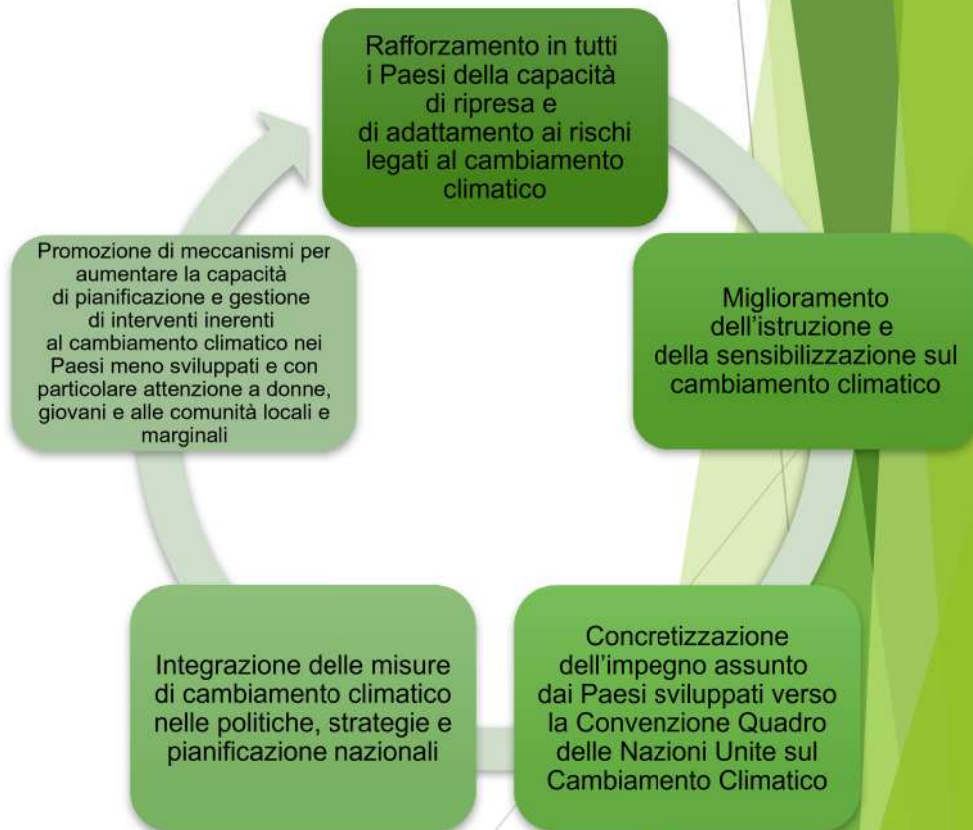 Rafforzamento in tutti
i Paesi della capacità
di ripresa e
di adattamento ai rischi
legati al cambiamento
climatico
Miglioramento
dell’istruzione e
della sensibilizzazione sul
cambiamento climatico
Concretizzazione
dell’impegno assunto
dai Paesi sviluppati verso
la Convenzione Quadro
delle Nazioni Unite sul
Cambiamento Climatico
Integrazione delle misure
di cambiamento climatico
nelle politiche, strategie e
pianificazione nazionali
Promozione di meccanismi per
aumentare la capacità
di pianificazione e gestione
di interventi inerenti
al cambiamento climatico nei
Paesi meno sviluppati e con
particolare attenzione a donne,
giovani e alle comunità locali e
marginali